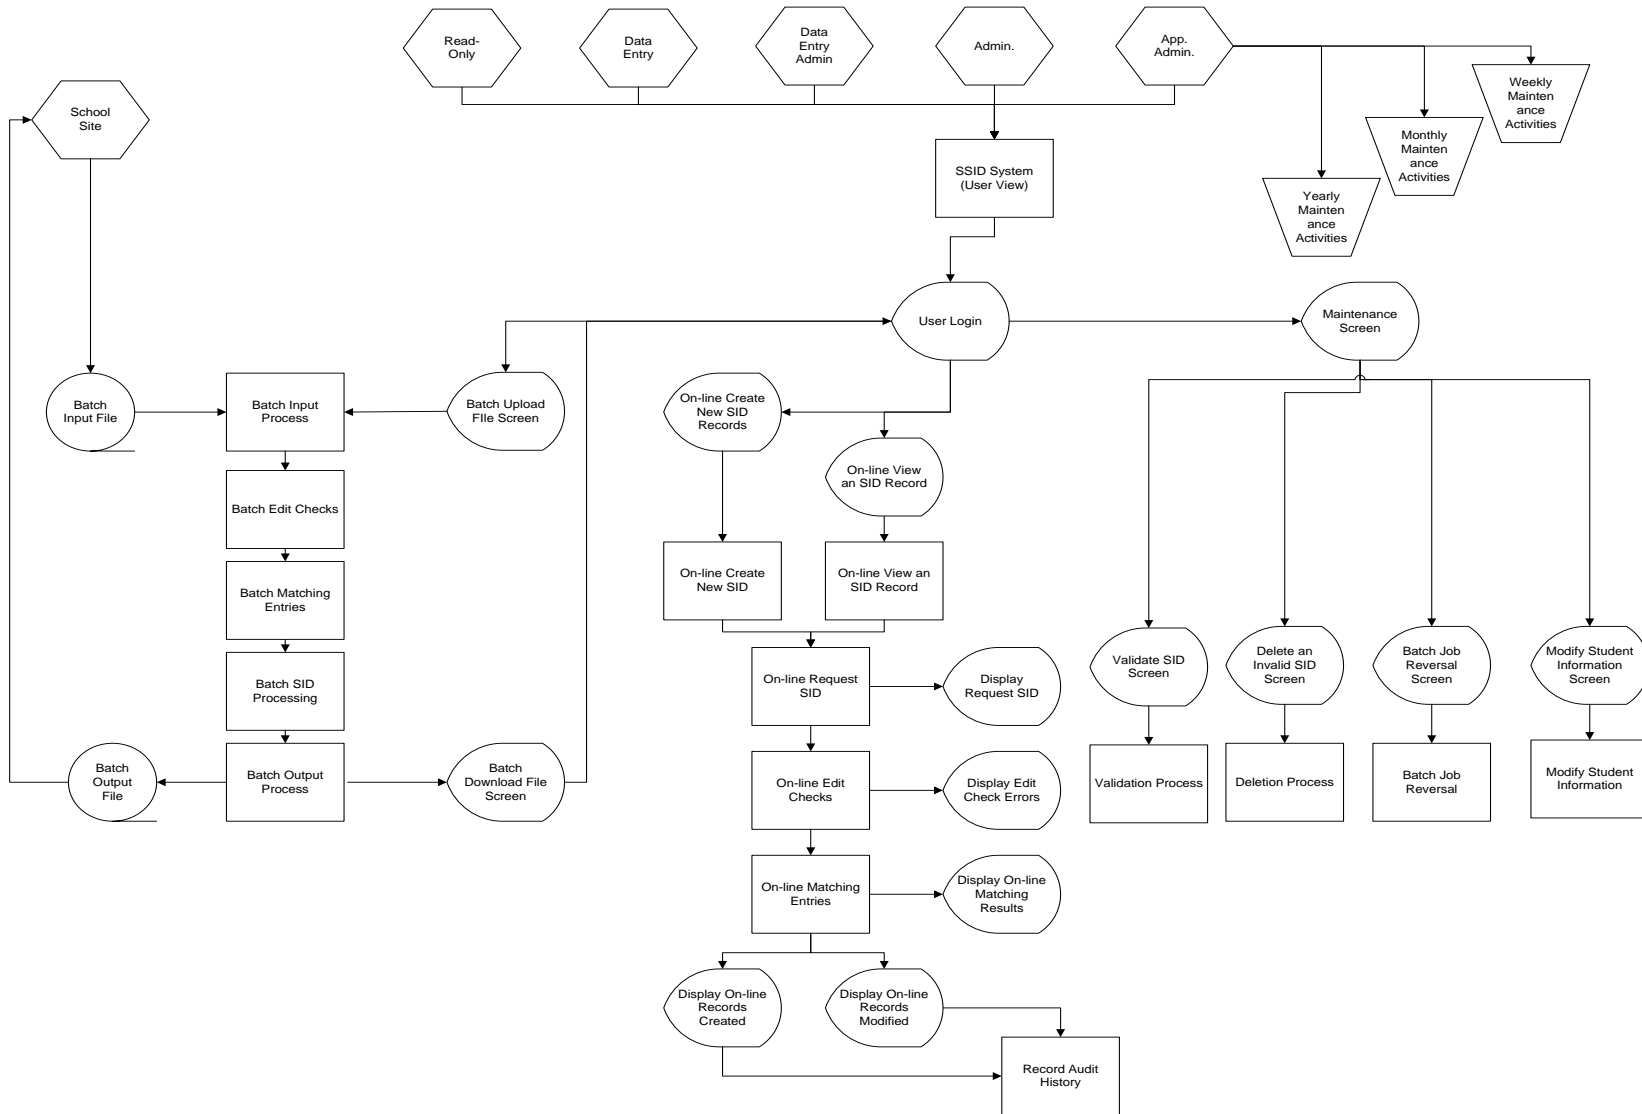 Read-
Only
Data
Entry
Data
Entry
Admin
Admin.
App.
Admin.
Weekly
Mainten
ance
Activities
Monthly
Mainten
ance
Activities
Yearly
Mainten
ance
Activities
School
Site
SSID System
(User View)
User Login
Maintenance
Screen
Batch
Input File
Batch Input
Process
Batch Upload
FIle Screen
On-line Create
New SID
Records
On-line View
an SID Record
Batch Edit Checks
On-line Create
New SID
On-line View an
SID Record
Batch Matching
Entries
Batch SID
Processing
On-line Request
SID
Display
Request SID
Validate SID
Screen
Delete an
Invalid SID
Screen
Batch Job
Reversal
Screen
Modify Student
Information
Screen
Batch
Output
File
Batch Output
Process
Batch
Download File
Screen
On-line Edit
Checks
Display Edit
Check Errors
Validation Process
Deletion Process
Batch Job
Reversal
Modify Student
Information
On-line Matching
Entries
Display On-line
Matching
Results
Display On-line
Records
Created
Display On-line
Records
Modified
Record Audit
History